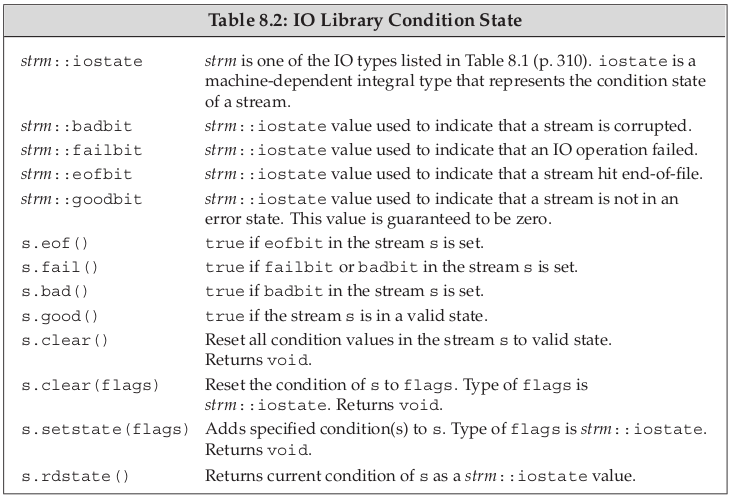 Table 8.2: IO Library Condition State
strm::iostate strm is one of the IO types listed in Table 8.1 (p. 310). iostate is a
machine-dependent integral type that represents the condition state
of a stream.
strm::badbit strm::iostate value used to indicate that a stream is corrupted.
strm::failbit strm::iostate value used to indicate that an IO operation failed.
strm::eofbit strm::iostate value used to indicate that a stream hit end-of-file.
strm::goodbit strm::iostate value used to indicate that a stream is not in an
error state. This value is guaranteed to be zero.
s.eof() true if eofbit in the stream s is set.
s.fail() true if failbit or badbit in the stream s is set.
s.bad() true if badbit in the stream s is set.
s.good() true if the stream s is in a valid state.
s.clear() Reset all condition values in the stream s to valid state.
Returns void.
s.clear(flags) Reset the condition of s to flags. Type of flags is
strm::iostate. Returns void.
s.setstate(flags) Adds specified condition(s) to s. Type of flags is strm::iostate.
Returns void.
s.rdstate() Returns current condition of s as a strm::iostate value.